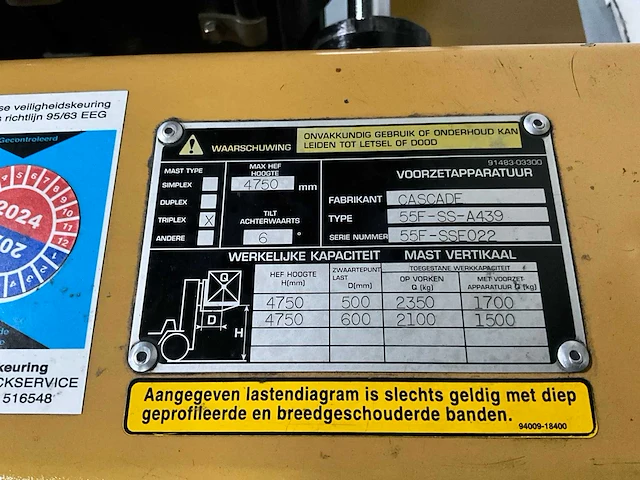 se veiligheidskeuring
s richtlijn 95/63 EEG
Gecontroleerd
2024
keuring
CKSERVICE
516548
WAARSCHUWING
ONVAKKUNDIG GEBRUIK OF ONDERHOUD KAN
LEIDEN TOT LETSEL OF DOOD
91483-03300
MAST TYPE
SIMPLEX
DUPLEX
TRIPLEX X
ANDERE
MAX HEF
HOOGTE
4750 mm
TILT
ACHTERWAARTS
6 °
VOORZETAPPARATUUR
FABRIKANT CASCADE
TYPE 55F-SS-A439
SERIE NUMMER 55F-SSE022
WERKELIJKE KAPACITEIT MAST VERTIKAAL
HEF HOOGTE
H(mm)
ZWAARTEPUNT
LAST
D(mm)
TOEGESTANE WERKKAPACITEIT
OP VORKEN
Q (kg)
MET VOORZET-
APPARATUUR Q (kg)
4750 500 2350 1700
4750 600 2100 1500
Q
D
H
Aangegeven lastendiagram is slechts geldig met diep
geprofileerde en breedgeschouderde banden.
94009-18400